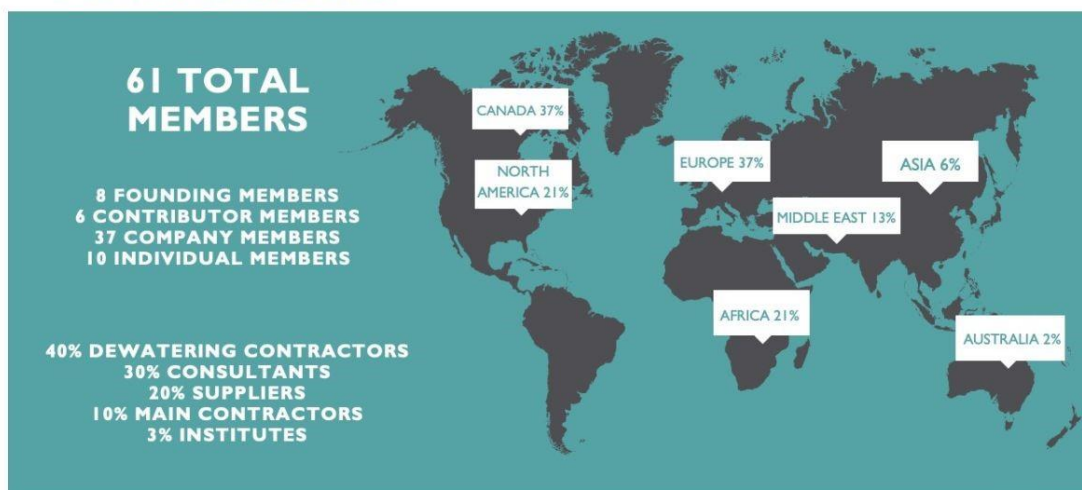 61 TOTAL
MEMBERS
8 FOUNDING MEMBERS
6 CONTRIBUTOR MEMBERS
37 COMPANY MEMBERS
10 INDIVIDUAL MEMBERS
40% DEWATERING CONTRACTORS
30% CONSULTANTS
20% SUPPLIERS
10% MAIN CONTRACTORS
3% INSTITUTES
CANADA 37%
NORTH
AMERICA 21%
EUROPE 37%
ASIA 6%
MIDDLE EAST 13%
AFRICA 21%
AUSTRALIA 2%